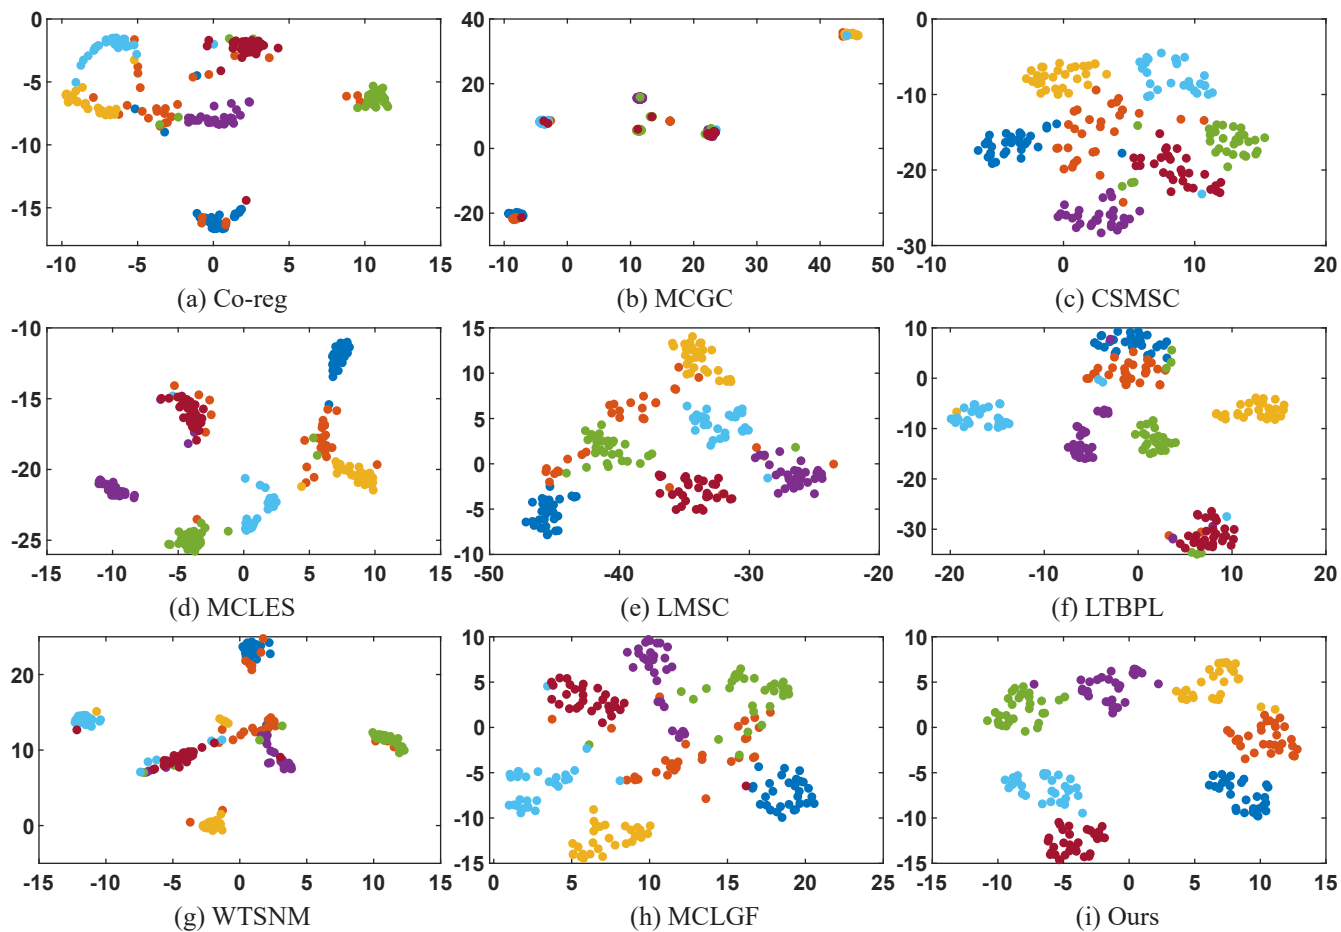 0
-5
-10
-15
-10 -5 0 5 10 15
(a) Co-reg
40
20
0
-20
-10 0 10 20 30 40 50
(b) MCGC
0
-10
-20
-30
0 10 20
(c) CSMSC
-10
-15
-20
-25
-15 -10 -5 0 5 10 15
(d) MCLES
15
10
5
0
-5
-10
-50 -40 -30 -20
(e) LMSC
10
0
-10
-20
-30
-20 -10 0 10 20
(f) LTBPL
20
10
0
-15 -10 -5 0 5 10 15
(g) WTSNM
10
5
0
-5
-10
-15
0 5 10 15 20 25
(h) MCLGF
10
5
0
-5
-10
-15
-15 -10 -5 0 5 10 15
(i) Ours